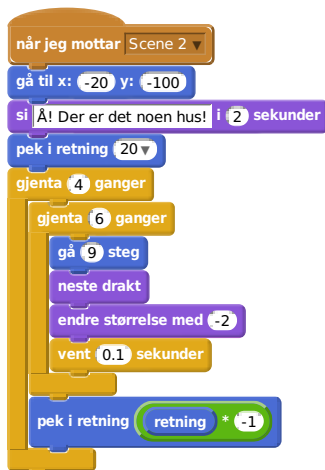 når jeg mottar Scene 2
gå til x: -20 y: -100
si Å! Der er det noen hus! i 2 sekunder
pek i retning 20
gjenta 4 ganger
gjenta 6 ganger
gå 9 steg
neste drakt
endre størrelse med -2
vent 0.1 sekunder
pek i retning retning * -1